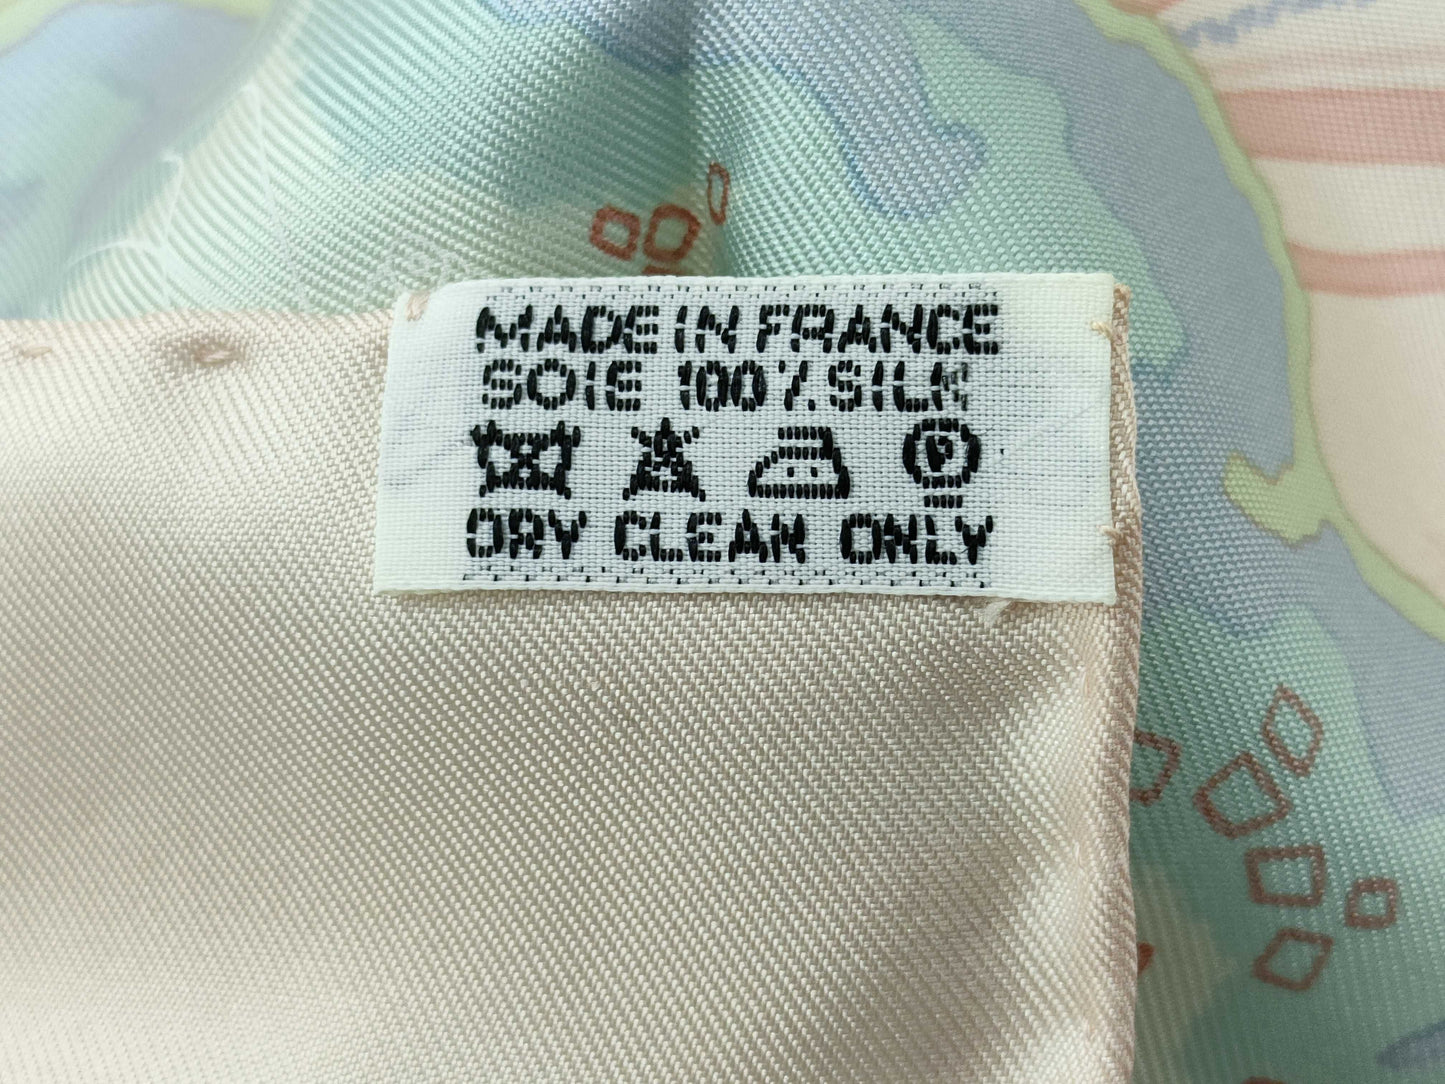 MADE IN FRANCE
SOIE 100% SILK
P
DRY CLEAN ONLY